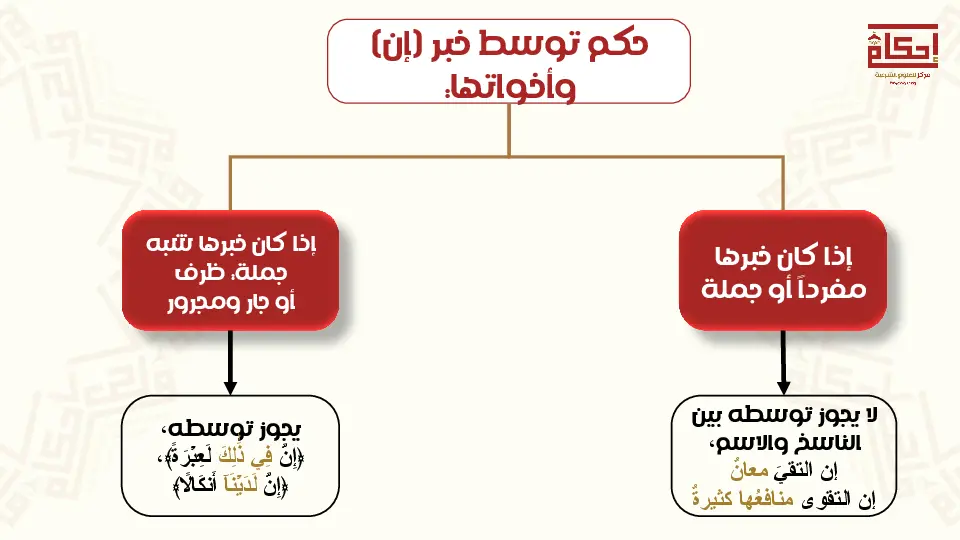 حكم توسط خبر (إن)
وأخواتها:
إحكام
مركز للعلوم الشرعية
إذا كان خبرها
مفرداً أو جملة
لا يجوز توسطه بين
الناسخ والاسم،
إن التقيَ معانٌ
إن التقوى منافعُها كثيرةٌ
إذا كان خبرها شبه
جملة: ظرف
أو جار ومجرور
يجوز توسطه،
﴿إِنَّ فِي ذَٰلِكَ لَعِبْرَةً﴾،
﴿إِنَّ لَدَيْنَآ أَنكَالًا﴾